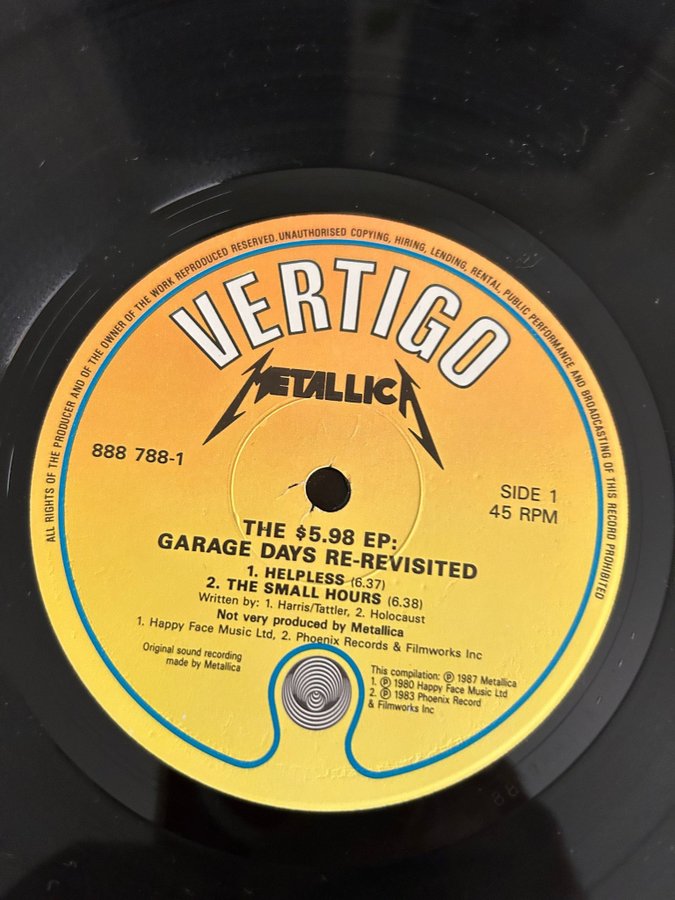 ALL RIGHTS OF THE PRODUCER AND OF THE OWNER OF THE WORK REPRODUCED RESERVED. UNAUTHORISED COPYING, HIRING, LENDING, RENTAL, PUBLIC PERFORMANCE AND BROADCASTING OF THIS RECORD PROHIBITED
VERTIGO
METALLICA
888 788-1
SIDE 1
45 RPM
THE $5.98 EP:
GARAGE DAYS RE-REVISITED
1. HELPLESS (6.37)
2. THE SMALL HOURS (6.38)
Written by: 1. Harris/Tattler, 2. Holocaust
Not very produced by Metallica
1. Happy Face Music Ltd, 2. Phoenix Records & Filmworks Inc
Original sound recording
made by Metallica
This compilation: ℗ 1987 Metallica
1. ℗ 1980 Happy Face Music Ltd
2. ℗ 1983 Phoenix Record
& Filmworks Inc